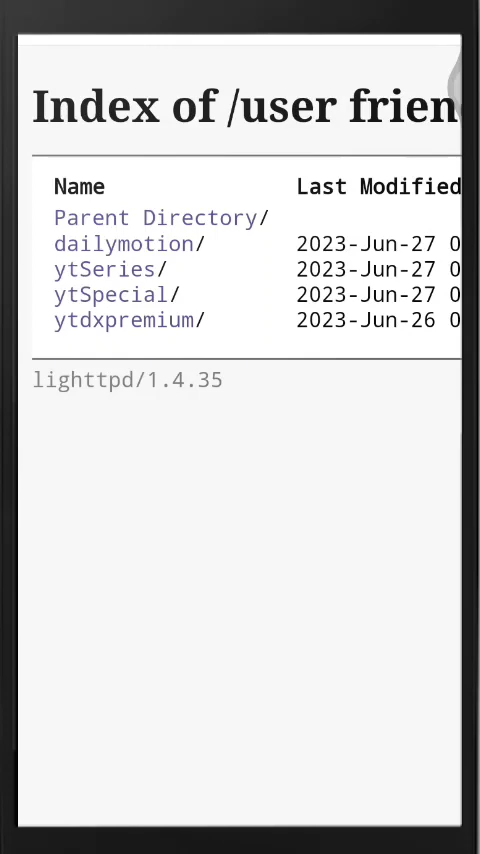 Index of /user frien
Name Last Modified
Parent Directory/
dailymotion/ 2023-Jun-27 0
ytSeries/ 2023-Jun-27 0
ytSpecial/ 2023-Jun-27 0
ytdxpremium/ 2023-Jun-26 0
lighttpd/1.4.35